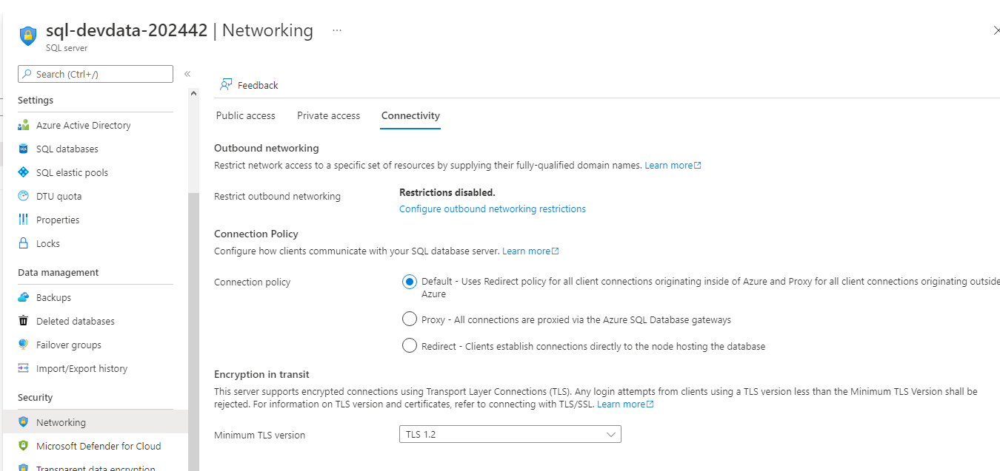 sql-devdata-202442 | Networking ...
SQL server
Search (Ctrl+/)
«
Settings
Azure Active Directory
SQL databases
SQL elastic pools
DTU quota
Properties
Locks
Data management
Backups
Deleted databases
Failover groups
Import/Export history
Security
Networking
Microsoft Defender for Cloud
Transparent data encryption
Feedback
Public access
Private access
Connectivity
Outbound networking
Restrict network access to a specific set of resources by supplying their fully-qualified domain names. Learn more
Restrict outbound networking
Restrictions disabled.
Configure outbound networking restrictions
Connection Policy
Configure how clients communicate with your SQL database server. Learn more
Connection policy
Default - Uses Redirect policy for all client connections originating inside of Azure and Proxy for all client connections originating outside
Azure
Proxy - All connections are proxied via the Azure SQL Database gateways
Redirect - Clients establish connections directly to the node hosting the database
Encryption in transit
This server supports encrypted connections using Transport Layer Connections (TLS). Any login attempts from clients using a TLS version less than the Minimum TLS Version shall be
rejected. For information on TLS version and certificates, refer to connecting with TLS/SSL. Learn more
Minimum TLS version
TLS 1.2